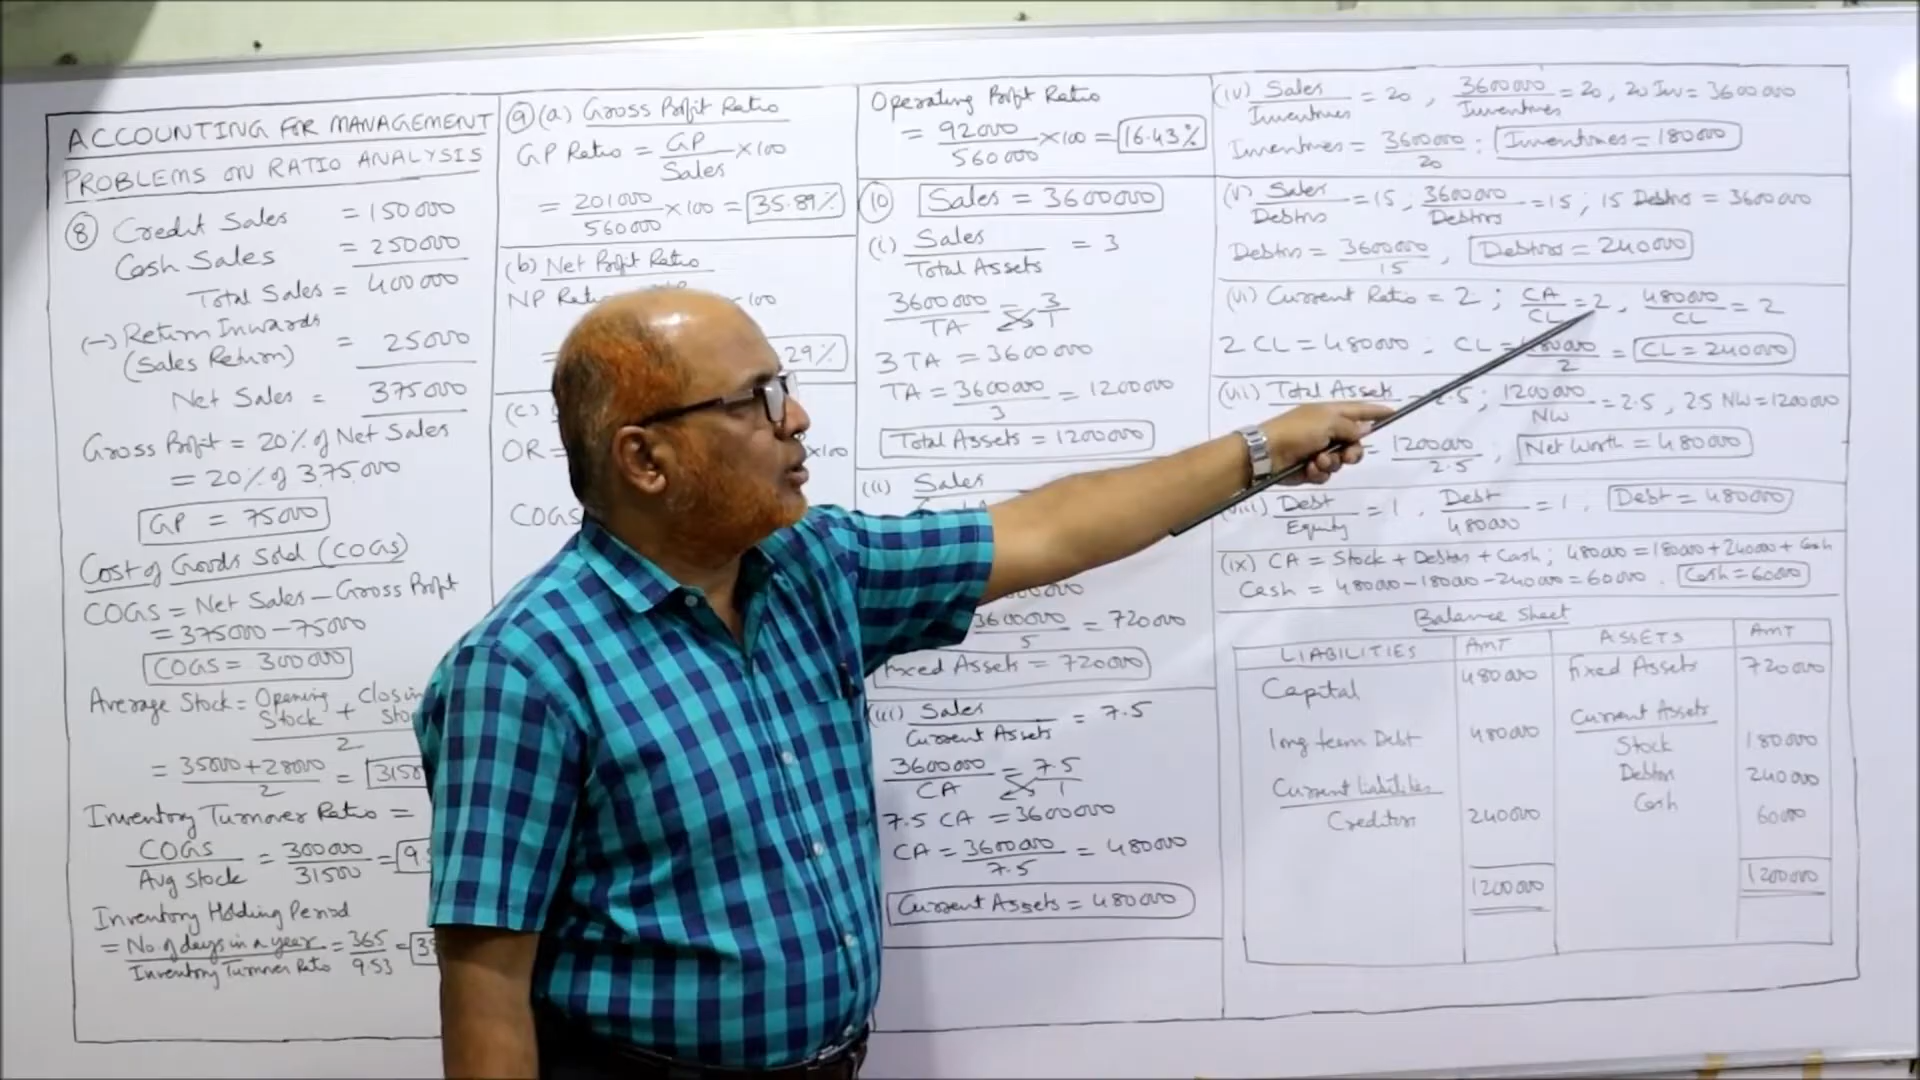 ACCOUNTING FOR MANAGEMENT
PROBLEMS ON RATIO ANALYSIS
⑧ Credit Sales = 150000
Cash Sales = 250000
Total Sales = 400000
(-) Return Inwards
(Sales Return) = 25000
Net Sales = 375000
Gross Profit = 20% of Net Sales
= 20% of 375000
GP = 75000
Cost of Goods Sold (COGS)
COGS = Net Sales - Gross Profit
= 375000 - 75000
COGS = 300000
Average Stock = Opening
Stock +
2
= 35000 + 28000
2
=
Inventory Turnover Ratio =
COGS = 300000 =
Avg Stock 31500
Inventory Holding Period
= No of days in a year = 365 =
Inventory Turnover Ratio 9.53
⑨ (a) Gross Profit Ratio
GP Ratio = GP × 100
Sales
= 201000 × 100 = 35.89%
560000
(b) Net Profit Ratio
NP
29%
(c)
OR = ×100
COGS
Operating Profit Ratio
= 92000 × 100 = 16.43%
560000
⑩ Sales = 3600000
(i) Sales = 3
Total Assets
3600000 = 3
TA 1
3 TA = 3600000
TA = 3600000 = 1200000
3
Total Assets = 1200000
(ii) Sales
3600000 = 720000
5
Fixed Assets = 720000
(iii) Sales = 7.5
Current Assets
3600000 = 7.5
CA 1
7.5 CA = 3600000
CA = 3600000 = 480000
7.5
Current Assets = 480000
(iv) Sales = 20, 3600000 = 20, 20 Inv = 3600000
Inventories Inventories
Inventories = 3600000 : Inventories = 180000
20
(v) Sales = 15, 3600000 = 15; 15 Debtors = 3600000
Debtors Debtors
Debtors = 3600000, Debtors = 240000
15
(vi) Current Ratio = 2; CA = 2, 480000 = 2
CL CL
2 CL = 480000 CL = = CL = 240000
2
(vii) Total Assets 2.5; 1200000 = 2.5, 2.5 NW = 1200000
NW
= 1200000, Net Worth = 480000
2.5
(viii) Debt = 1. Debt = 1. Debt = 480000
Equity 480000
(ix) CA = Stock + Debtors + Cash; 480000 = 180000 + 240000 + Cash
Cash = 480000 - 180000 - 240000 = 60000. Cash = 60000
Balance Sheet
LIABILITIES AMT ASSETS AMT
Capital 480000 Fixed Assets 720000
Current Assets
Long term Debt 480000 Stock 180000
Debtors 240000
Current liabilities Cash 60000
Creditors 240000
1200000 1200000